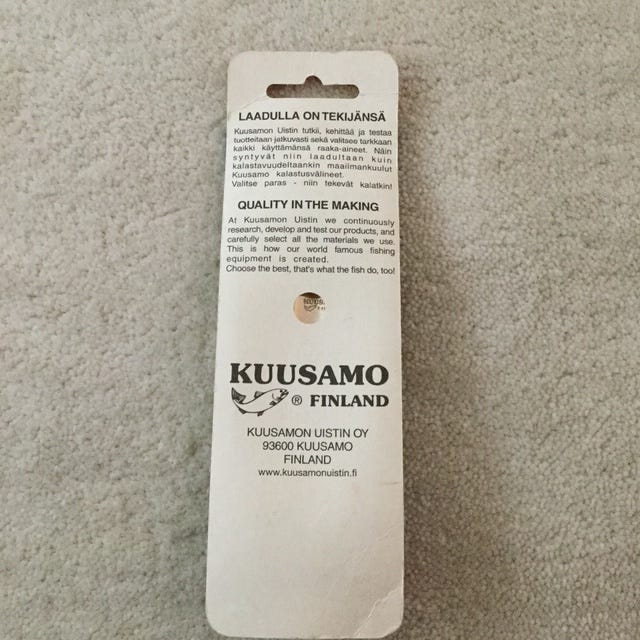 LAADULLA ON TEKIJÄNSÄ
Kuusamon Uistin tutkii, kehittää ja testaa
tuotteitaan jatkuvasti sekä valitsee tarkkaan
kaikki käyttämänsä raaka-aineet. Näin
syntyvät niin laadultaan kuin
kalastavuudeltaankin maailmankuulut
Kuusamo kalastusvälineet.
Valitse paras - niin tekevät kalatkin!
QUALITY IN THE MAKING
At Kuusamon Uistin we continuously
research, develop and test our products, and
carefully select all the materials we use.
This is how our world famous fishing
equipment is created.
Choose the best, that's what the fish do, too!
KUUSAMO
® FINLAND
KUUSAMON UISTIN OY
93600 KUUSAMO
FINLAND
www.kuusamonuistin.fi